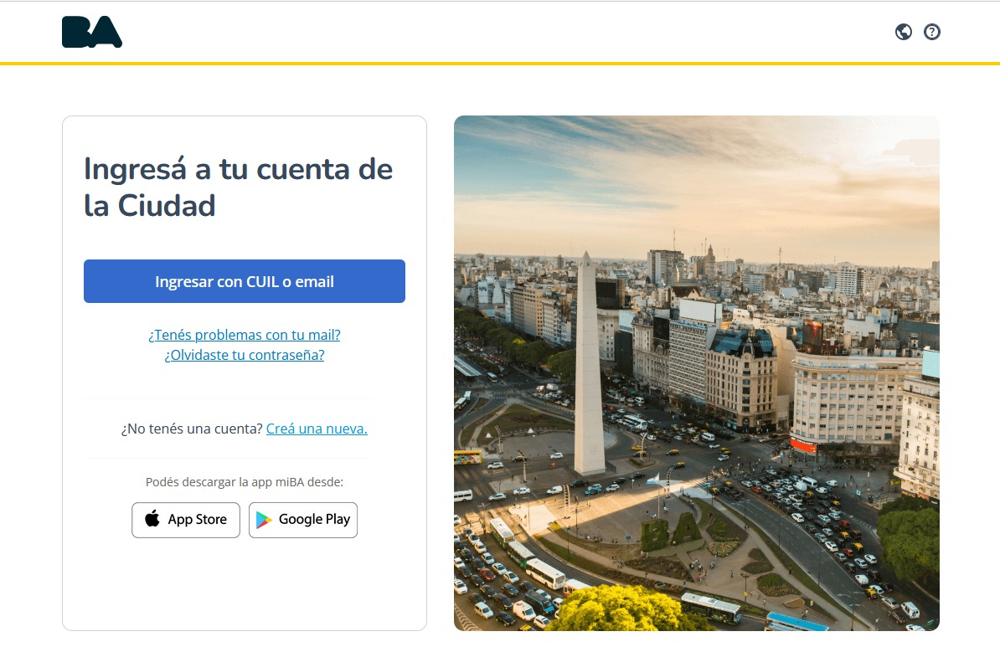 BA
?
Ingresá a tu cuenta de
la Ciudad
Ingresar con CUIL o email
¿Tenés problemas con tu mail?
¿Olvidaste tu contraseña?
¿No tenés una cuenta? Creá una nueva.
Podés descargar la app miBA desde:
App Store
Google Play